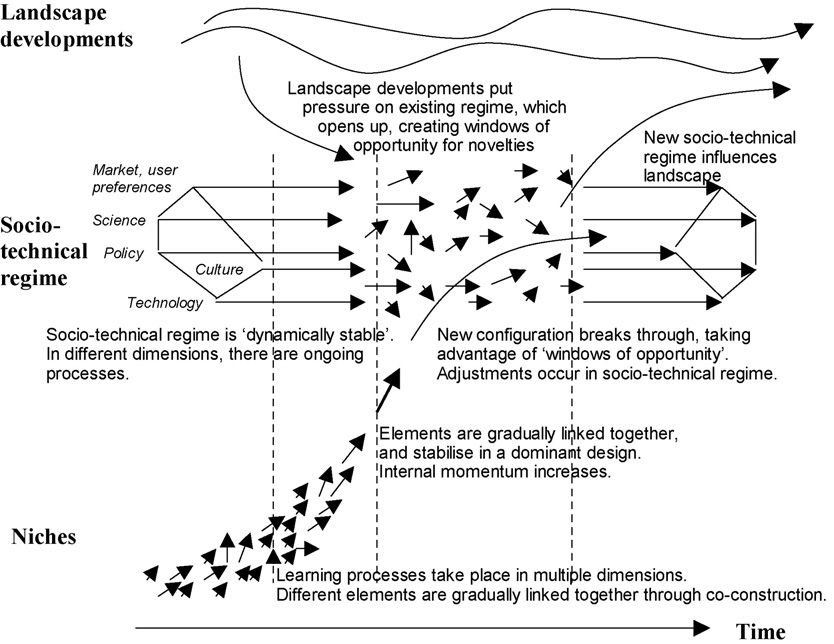 Landscape
developments
Landscape developments put
pressure on existing regime, which
opens up, creating windows of
opportunity for novelties
New socio-technical
regime influences
landscape
Market, user
preferences
Science
Policy
Culture
Technology
Socio-
technical
regime
Socio-technical regime is ‘dynamically stable’.
In different dimensions, there are ongoing
processes.
New configuration breaks through, taking
advantage of ‘windows of opportunity’.
Adjustments occur in socio-technical regime.
Elements are gradually linked together,
and stabilise in a dominant design.
Internal momentum increases.
Niches
Learning processes take place in multiple dimensions.
Different elements are gradually linked together through co-construction.
Time